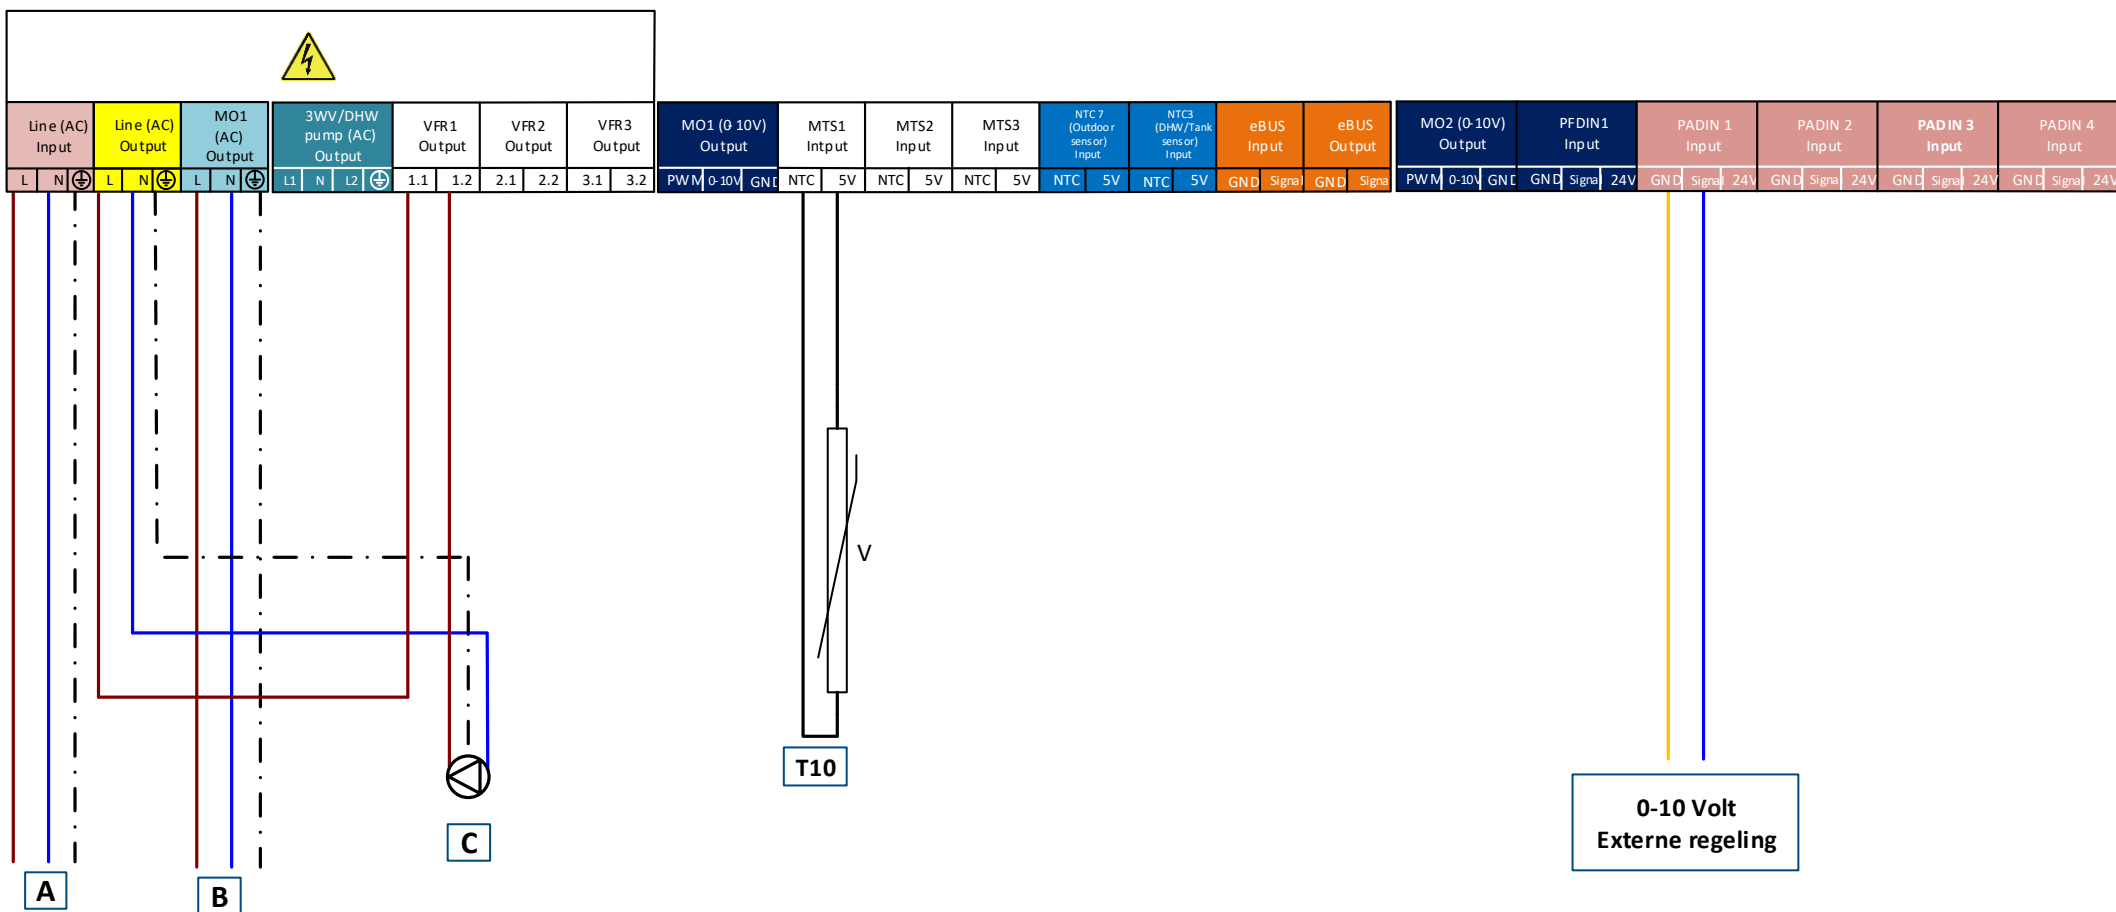 Line (AC)
Input
Line (AC)
Output
MO1
(AC)
Output
3WV/DHW
pump (AC)
Output
VFR1
Output
VFR2
Output
VFR3
Output
MO1 (0-10V)
Output
MTS1
Intput
MTS2
Input
MTS3
Input
NTC 7
(Outdoor
sensor)
Input
NTC3
(DHW/Tank
sensor)
Input
eBUS
Input
eBUS
Output
MO2 (0-10V)
Output
PFDIN1
Input
PADIN 1
Input
PADIN 2
Input
PADIN 3
Input
PADIN 4
Input
L N L N L N L1 N L2 1.1 1.2 2.1 2.2 3.1 3.2 PWM 0-10V GND NTC 5V NTC 5V NTC 5V NTC 5V NTC 5V GND Signal GND Signal PWM 0-10V GND GND Signal 24V GND Signal 24V GND Signal 24V GND Signal 24V GND Signal 24V
V
T10
C
A
B
0-10 Volt
Externe regeling